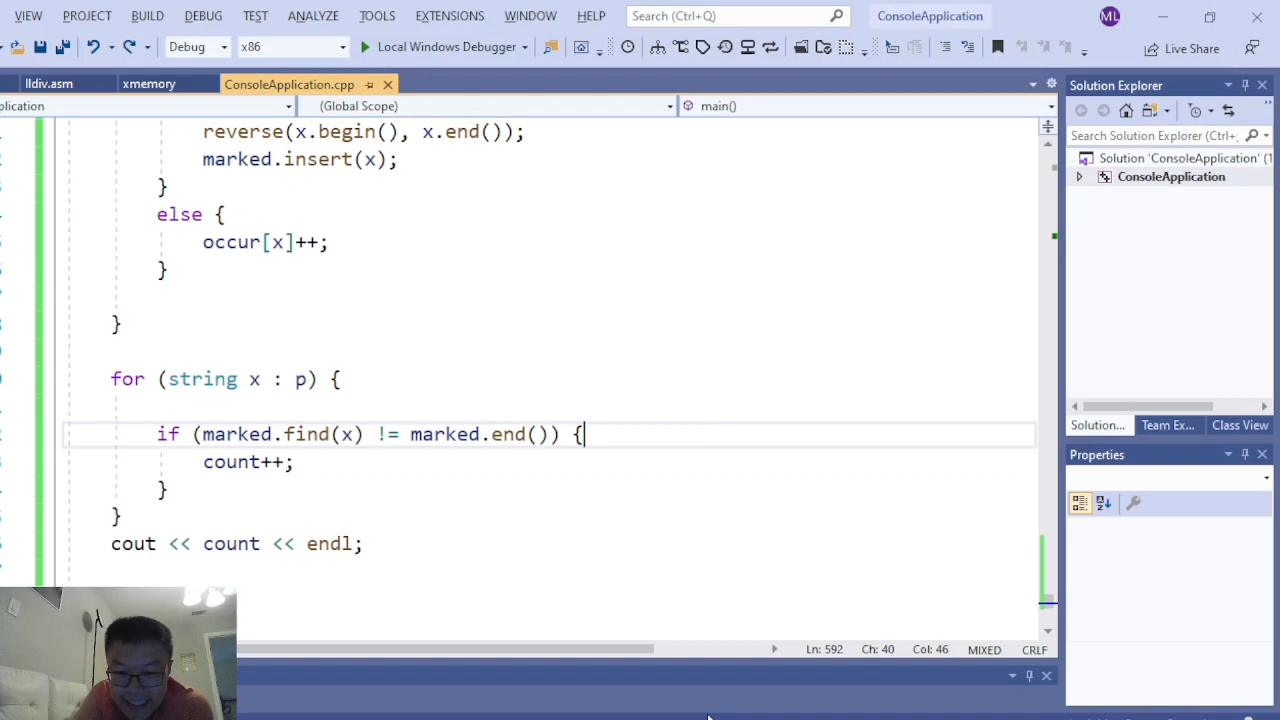 VIEW PROJECT BUILD DEBUG TEST ANALYZE TOOLS EXTENSIONS WINDOW HELP Search (Ctrl+Q) ConsoleApplication ML
Debug x86 Local Windows Debugger Live Share
lldiv.asm xmemory ConsoleApplication.cpp
plication (Global Scope) main()
reverse(x.begin(), x.end());
marked.insert(x);
}
else {
occur[x]++;
}
}
for (string x : p) {
if (marked.find(x) != marked.end()) {
count++;
}
}
cout << count << endl;
Ln: 592 Ch: 40 Col: 46 MIXED CRLF
Solution Explorer
Search Solution Explorer (Ctrl+;
Solution 'ConsoleApplication' (1
ConsoleApplication
Solution... Team Ex... Class View
Properties